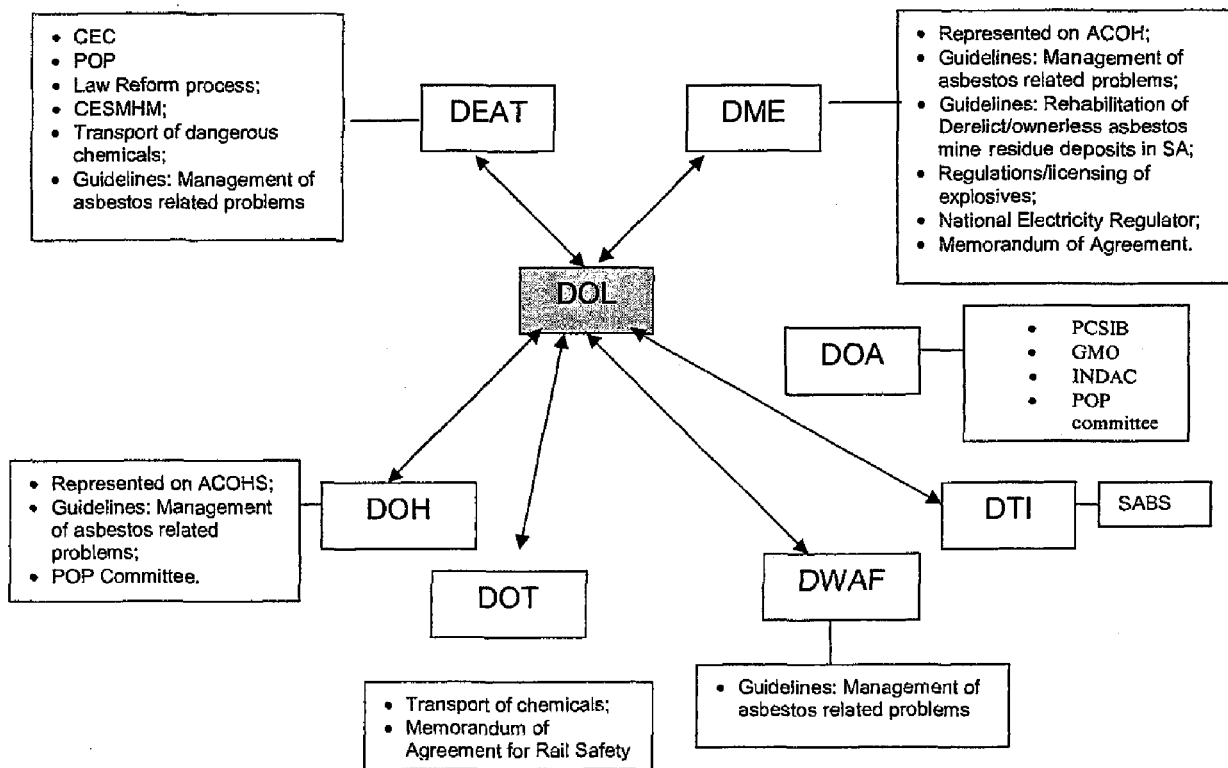 • CEC
• POP
• Law Reform process;
• CESMHM;
• Transport of dangerous
chemicals;
• Guidelines: Management of
asbestos related problems
DEAT
DME
• Represented on ACOH;
• Guidelines: Management of
asbestos related problems;
• Guidelines: Rehabilitation of
Derelict/ownerless asbestos
mine residue deposits in SA;
• Regulations/licensing of
explosives;
• National Electricity Regulator;
• Memorandum of Agreement.
DOL
DOA
• PCSIB
• GMO
• INDAC
• POP
committee
• Represented on ACOHS;
• Guidelines: Management
of asbestos related
problems;
• POP Committee.
DOH
DOT
DWAF
DTI
SABS
• Transport of chemicals;
• Memorandum of
Agreement for Rail Safety
• Guidelines: Management of
asbestos related problems